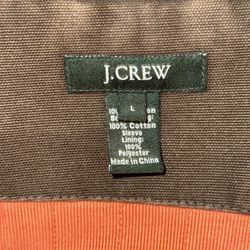 J.CREW
L
100% Cotton
Sleeve
Lining:
100%
Polyester
Made in China